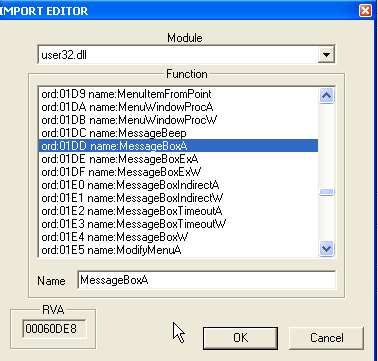 IMPORT EDITOR
Module
user32.dll
Function
ord:01D9 name:MenuItemFromPoint
ord:01DA name:MenuWindowProcA
ord:01DB name:MenuWindowProcW
ord:01DC name:MessageBeep
ord:01DD name:MessageBoxA
ord:01DE name:MessageBoxExA
ord:01DF name:MessageBoxExW
ord:01E0 name:MessageBoxIndirectA
ord:01E1 name:MessageBoxIndirectW
ord:01E2 name:MessageBoxTimeoutA
ord:01E3 name:MessageBoxTimeoutW
ord:01E4 name:MessageBoxW
ord:01E5 name:ModifyMenuA
Name MessageBoxA
RVA
00060DE8
OK Cancel